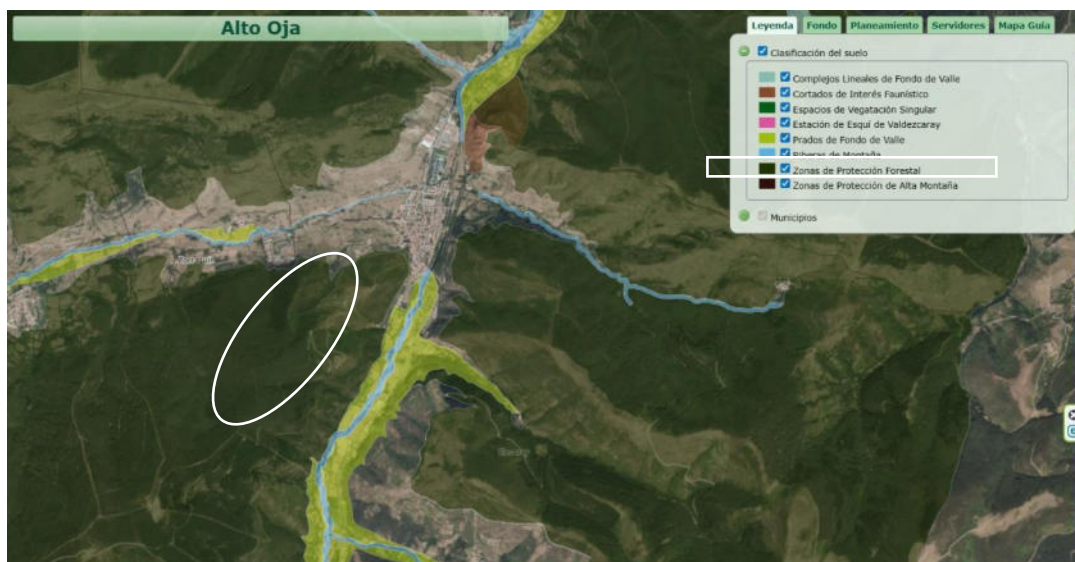 Alto Oja
Leyenda Fondo Planeamiento Servidores Mapa Guia
Clasificación del suelo
Complejos Lineales de Fondo de Valle
Cortados de Interés Faunístico
Espacios de Vegatación Singular
Estación de Esquí de Valdezcaray
Prados de Fondo de Valle
Riberas de Montaña
Zonas de Protección Forestal
Zonas de Protección de Alta Montaña
Municipios